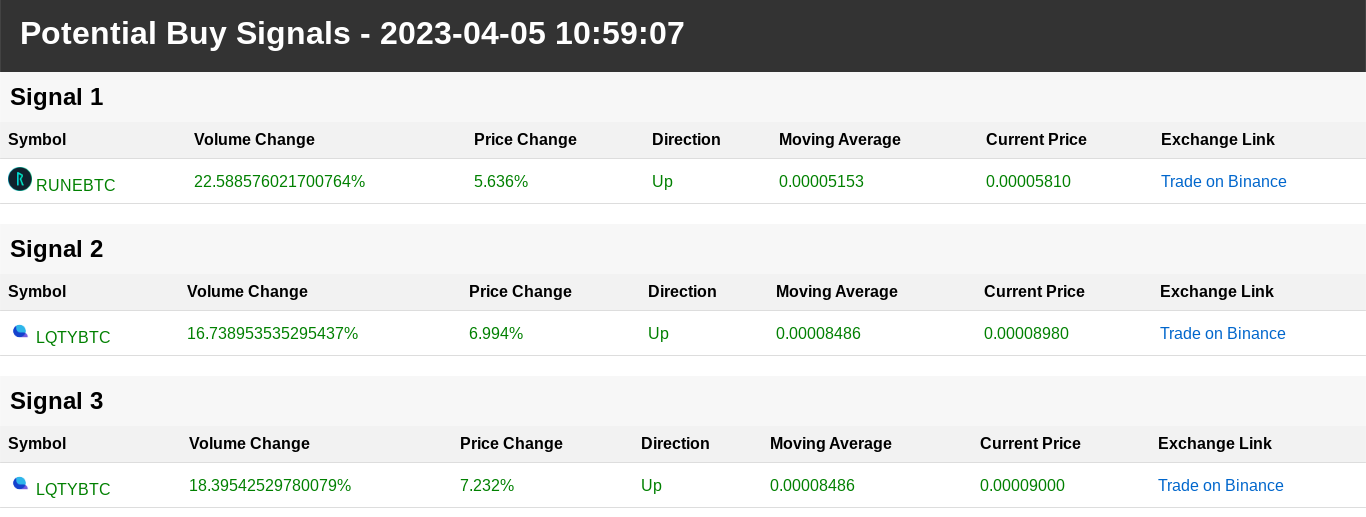 Potential Buy Signals - 2023-04-05 10:59:07
Signal 1
Symbol Volume Change Price Change Direction Moving Average Current Price Exchange Link
RUNEBTC 22.588576021700764% 5.636% Up 0.00005153 0.00005810 Trade on Binance
Signal 2
Symbol Volume Change Price Change Direction Moving Average Current Price Exchange Link
LQTYBTC 16.738953535295437% 6.994% Up 0.00008486 0.00008980 Trade on Binance
Signal 3
Symbol Volume Change Price Change Direction Moving Average Current Price Exchange Link
LQTYBTC 18.39542529780079% 7.232% Up 0.00008486 0.00009000 Trade on Binance